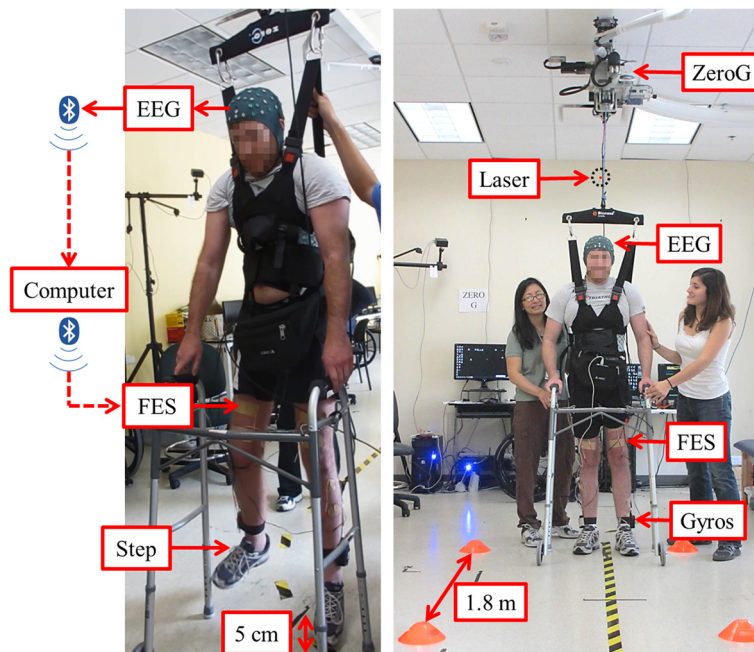 EEG
Computer
FES
Step
5 cm
ZeroG
Laser
EEG
ZERO
G
FES
Gyros
1.8 m